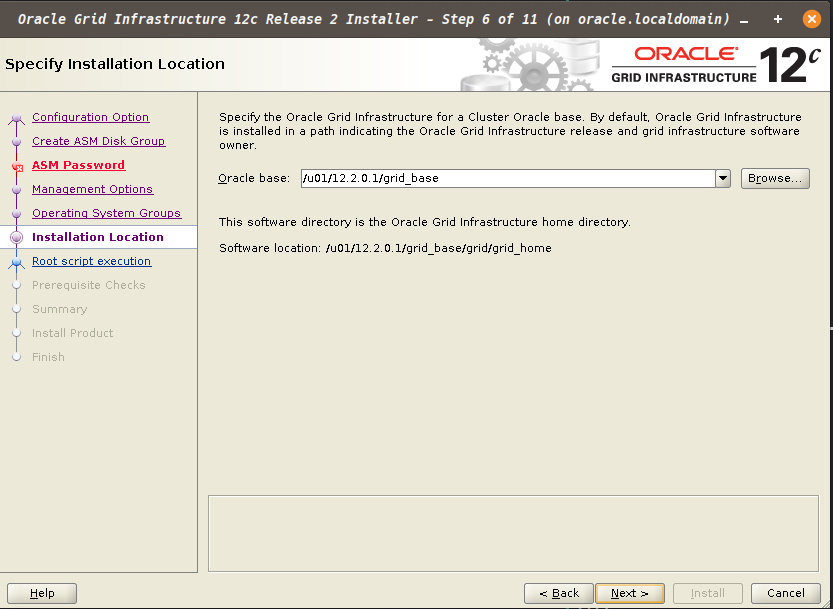 Oracle Grid Infrastructure 12c Release 2 Installer - Step 6 of 11 (on oracle.localdomain)
Specify Installation Location
ORACLE
GRID INFRASTRUCTURE
12c
Configuration Option
Create ASM Disk Group
ASM Password
Management Options
Operating System Groups
Installation Location
Root script execution
Prerequisite Checks
Summary
Install Product
Finish
Specify the Oracle Grid Infrastructure for a Cluster Oracle base. By default, Oracle Grid Infrastructure
is installed in a path indicating the Oracle Grid Infrastructure release and grid infrastructure software
owner.
Oracle base: /u01/12.2.0.1/grid_base Browse...
This software directory is the Oracle Grid Infrastructure home directory.
Software location: /u01/12.2.0.1/grid_base/grid/grid_home
Help < Back Next > Install Cancel